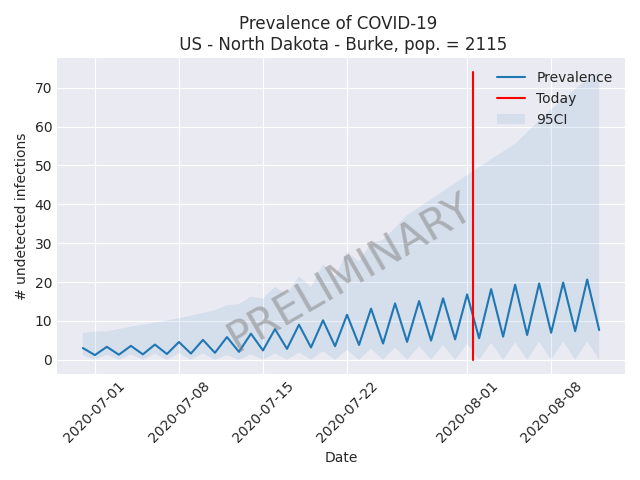 Prevalence of COVID-19
US - North Dakota - Burke, pop. = 2115
# undetected infections
70
60
50
40
30
20
10
0
Prevalence
Today
95CI
PRELIMINARY
2020-07-01
2020-07-08
2020-07-15
2020-07-22
2020-08-01
2020-08-08
Date